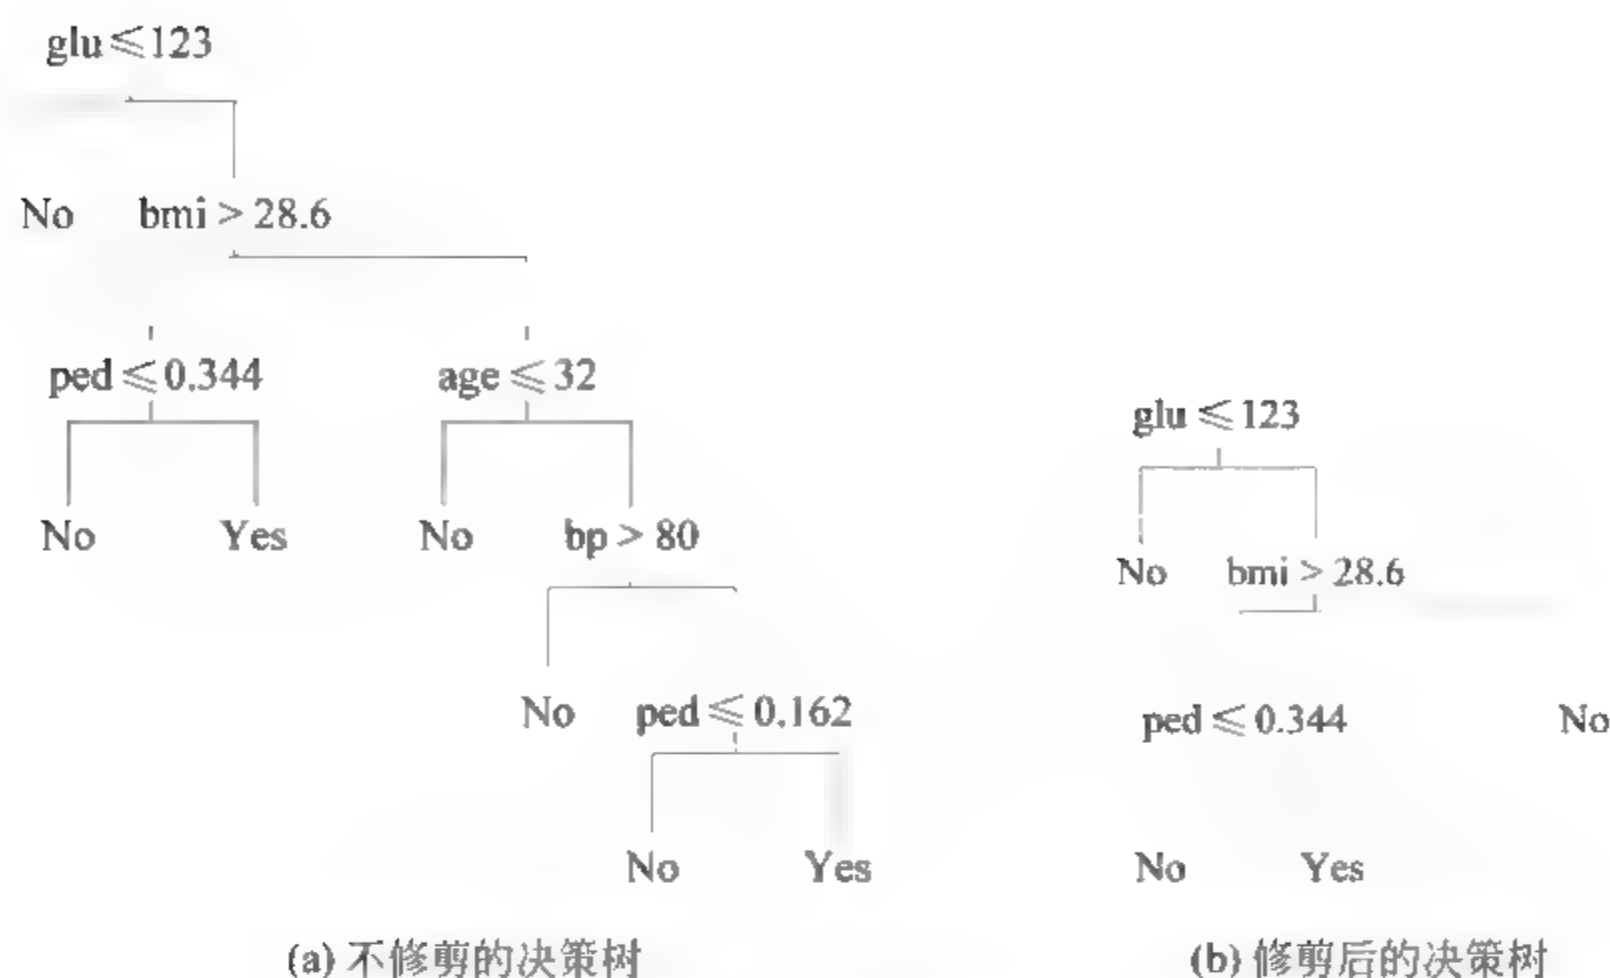 glu ≤ 123
No bmi > 28.6
ped ≤ 0.344 age ≤ 32
No Yes No bp > 80
No ped ≤ 0.162
No Yes
(a) 不修剪的决策树
glu ≤ 123
No bmi > 28.6
ped ≤ 0.344 No
No Yes
(b) 修剪后的决策树